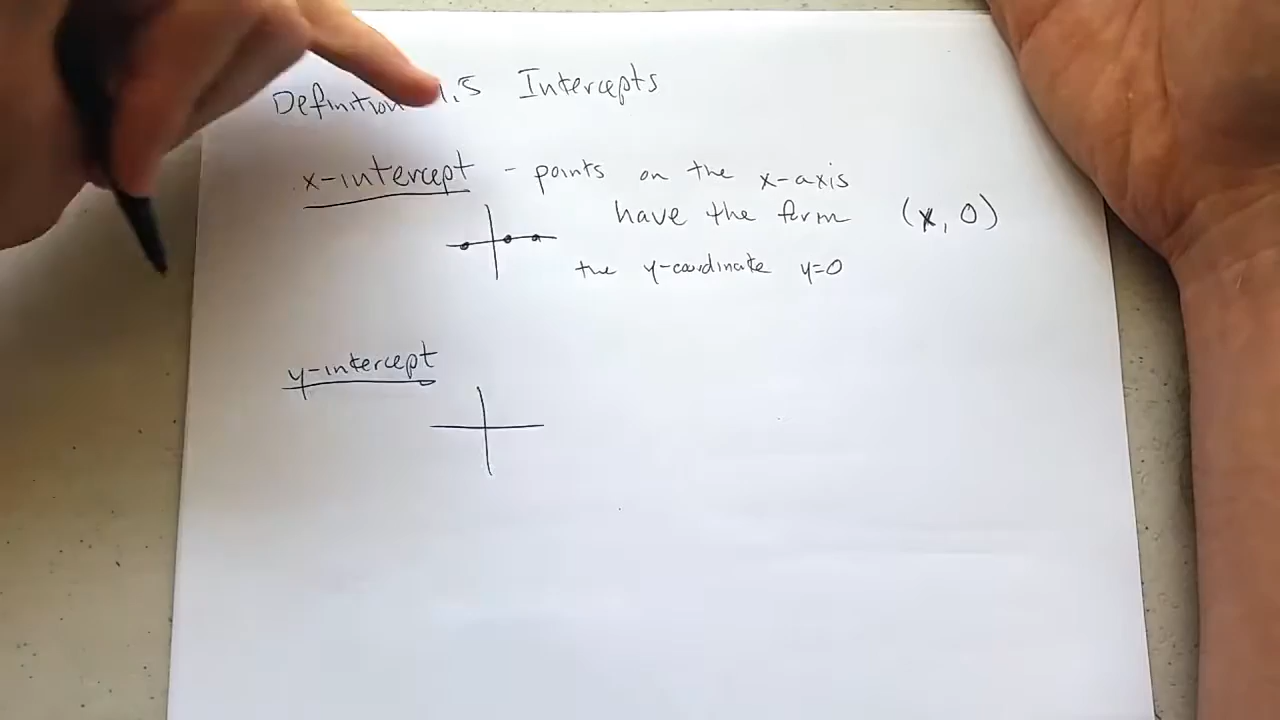 Definition 1.5 Intercepts
x-intercept - points on the x-axis
have the form (x, 0)
the y-coordinate y=0
y-intercept